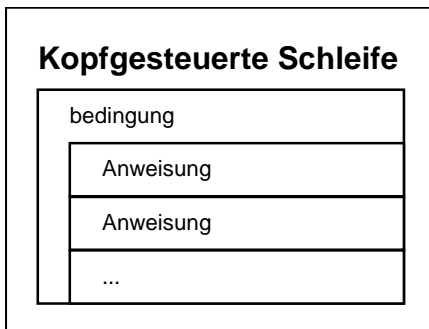 Kopfgesteuerte Schleife
bedingung
Anweisung
Anweisung
...